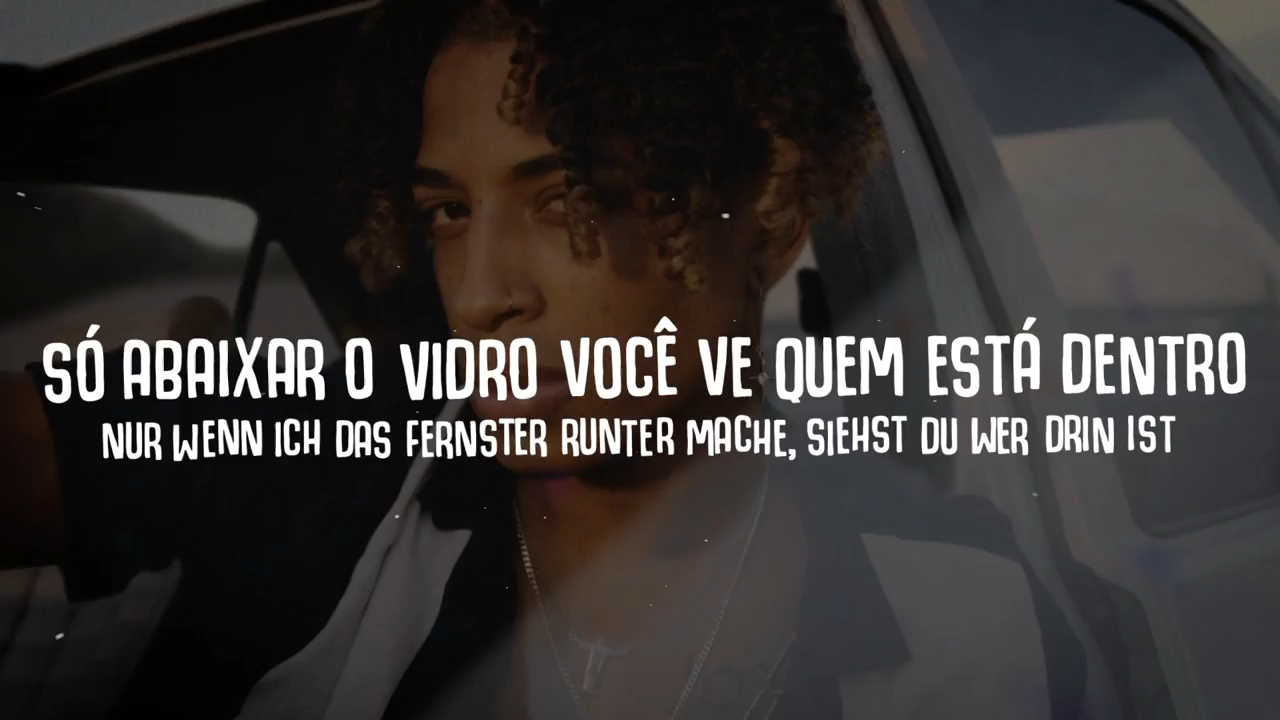 SÓ ABAIXAR O VIDRO VOCÊ VE QUEM ESTÁ DENTRO
NUR WENN ICH DAS FERNSTER RUNTER MACHE, SIEHST DU WER DRIN IST